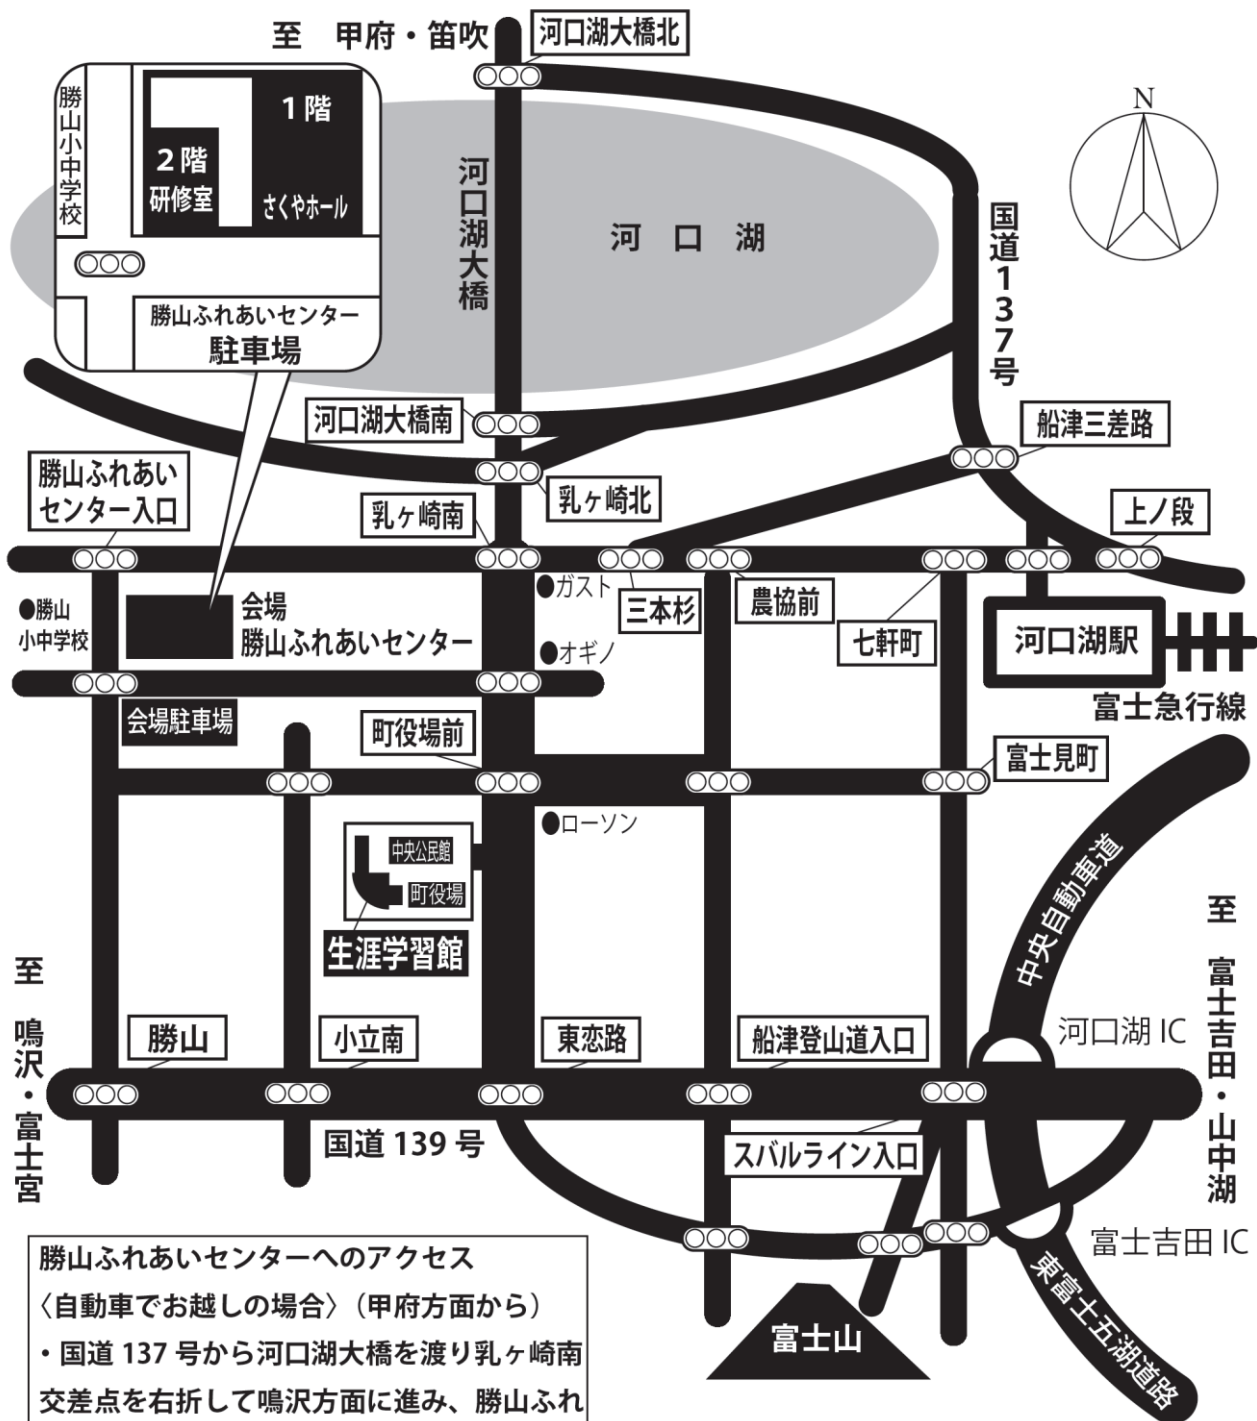 至 甲府・笛吹
河口湖大橋北
勝山小中学校
1階
2階
研修室
さくやホール
勝山ふれあいセンター
駐車場
河口湖大橋
河口湖
国道137号
N
河口湖大橋南
船津三差路
勝山ふれあい
センター入口
乳ヶ崎南
乳ヶ崎北
上ノ段
●ガスト
三本杉
農協前
七軒町
●勝山
小中学校
会場
勝山ふれあいセンター
●オギノ
河口湖駅
富士急行線
会場駐車場
町役場前
富士見町
●ローソン
中央公民館
町役場
生涯学習館
中央自動車道
至 富士吉田・山中湖
至 鳴沢・富士宮
河口湖 IC
勝山
小立南
東恋路
船津登山道入口
国道 139 号
スバルライン入口
富士吉田 IC
東富士五湖道路
富士山
勝山ふれあいセンターへのアクセス
〈自動車でお越しの場合〉（甲府方面から）
・国道 137 号から河口湖大橋を渡り乳ヶ崎南
交差点を右折して鳴沢方面に進み、勝山ふれ